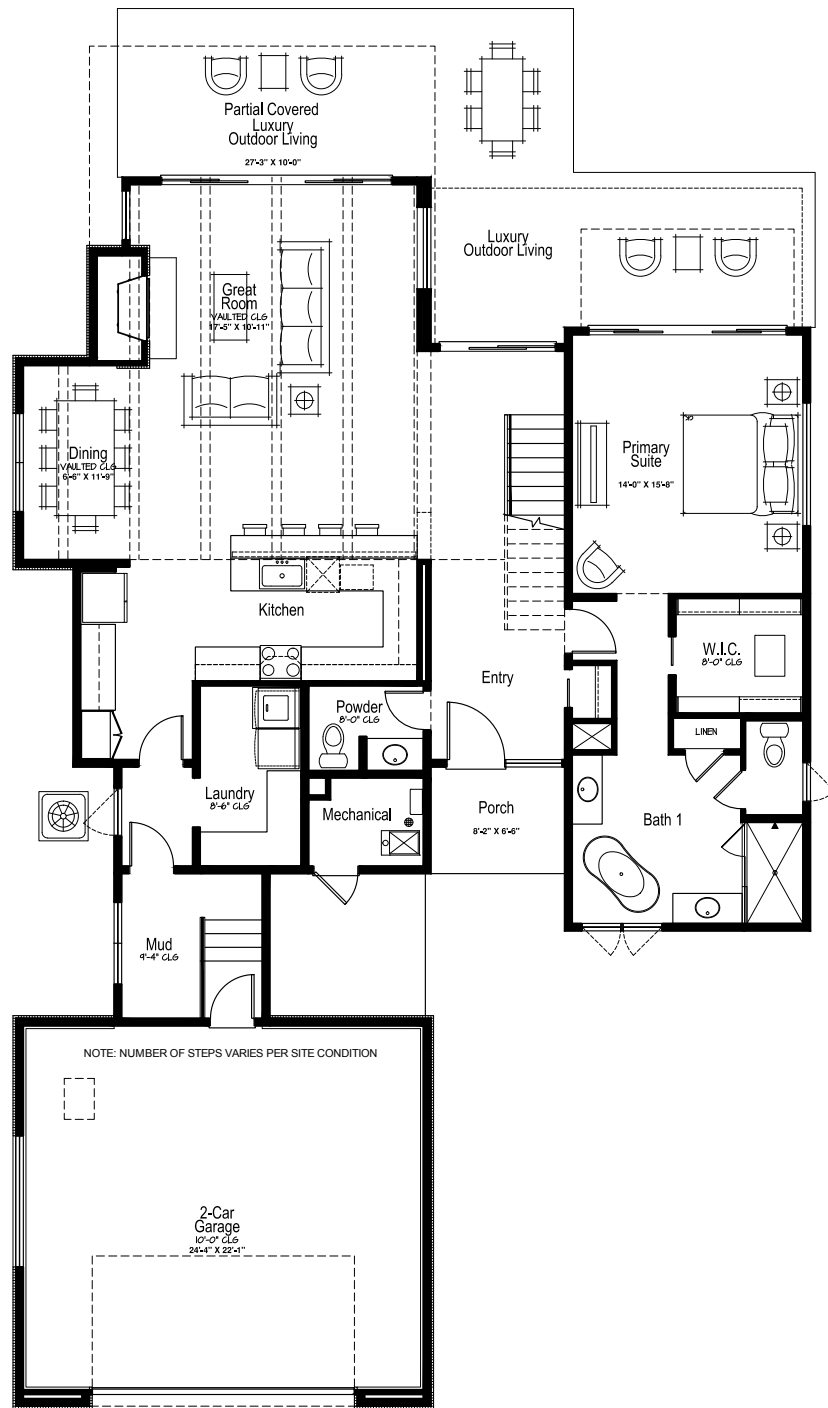 Partial Covered
Luxury
Outdoor Living
27'-3" X 10'-0"
Luxury
Outdoor Living
Great
Room
VAULTED CLG
17'-5" X 10'-11"
Dining
VAULTED CLG
6'-6" X 11'-9"
Primary
Suite
14'-0" X 15'-8"
Kitchen
W.I.C.
8'-0" CLG
Entry
Powder
8'-0" CLG
LINEN
Laundry
8'-6" CLG
Mechanical
Porch
8'-2" X 6'-6"
Bath 1
Mud
9'-4" CLG
NOTE: NUMBER OF STEPS VARIES PER SITE CONDITION
2-Car
Garage
10'-0" CLG
24'-4" X 22'-1"